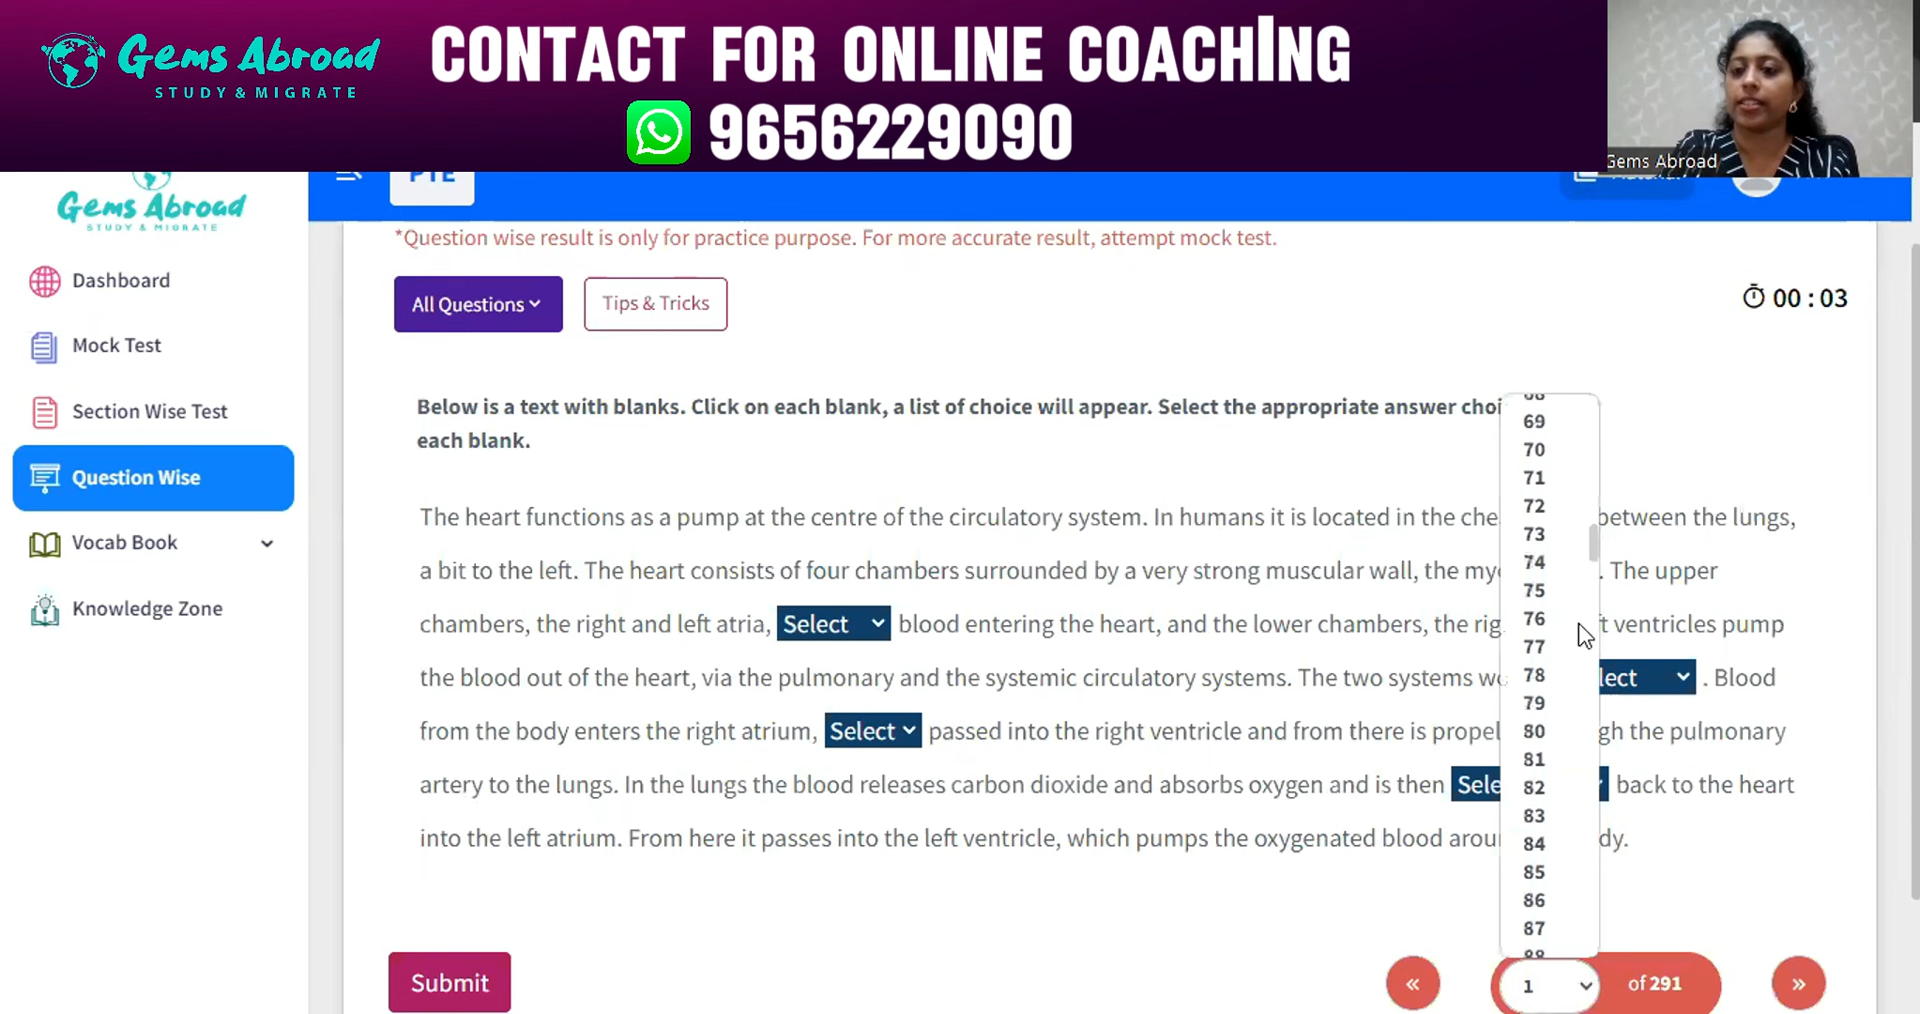 Gems Abroad
STUDY & MIGRATE
CONTACT FOR ONLINE COACHING
9656229090
Gems Abroad
Gems Abroad
STUDY & MIGRATE
PTE
Dashboard
Mock Test
Section Wise Test
Question Wise
Vocab Book
Knowledge Zone
*Question wise result is only for practice purpose. For more accurate result, attempt mock test.
All Questions
Tips & Tricks
00 : 03
Below is a text with blanks. Click on each blank, a list of choice will appear. Select the appropriate answer choi
each blank.
The heart functions as a pump at the centre of the circulatory system. In humans it is located in the che between the lungs,
a bit to the left. The heart consists of four chambers surrounded by a very strong muscular wall, the my . The upper
chambers, the right and left atria, Select blood entering the heart, and the lower chambers, the rig t ventricles pump
the blood out of the heart, via the pulmonary and the systemic circulatory systems. The two systems wo lect . Blood
from the body enters the right atrium, Select passed into the right ventricle and from there is propel gh the pulmonary
artery to the lungs. In the lungs the blood releases carbon dioxide and absorbs oxygen and is then Sele back to the heart
into the left atrium. From here it passes into the left ventricle, which pumps the oxygenated blood arou dy.
68
69
70
71
72
73
74
75
76
77
78
79
80
81
82
83
84
85
86
87
88
Submit
«
1
of 291
»